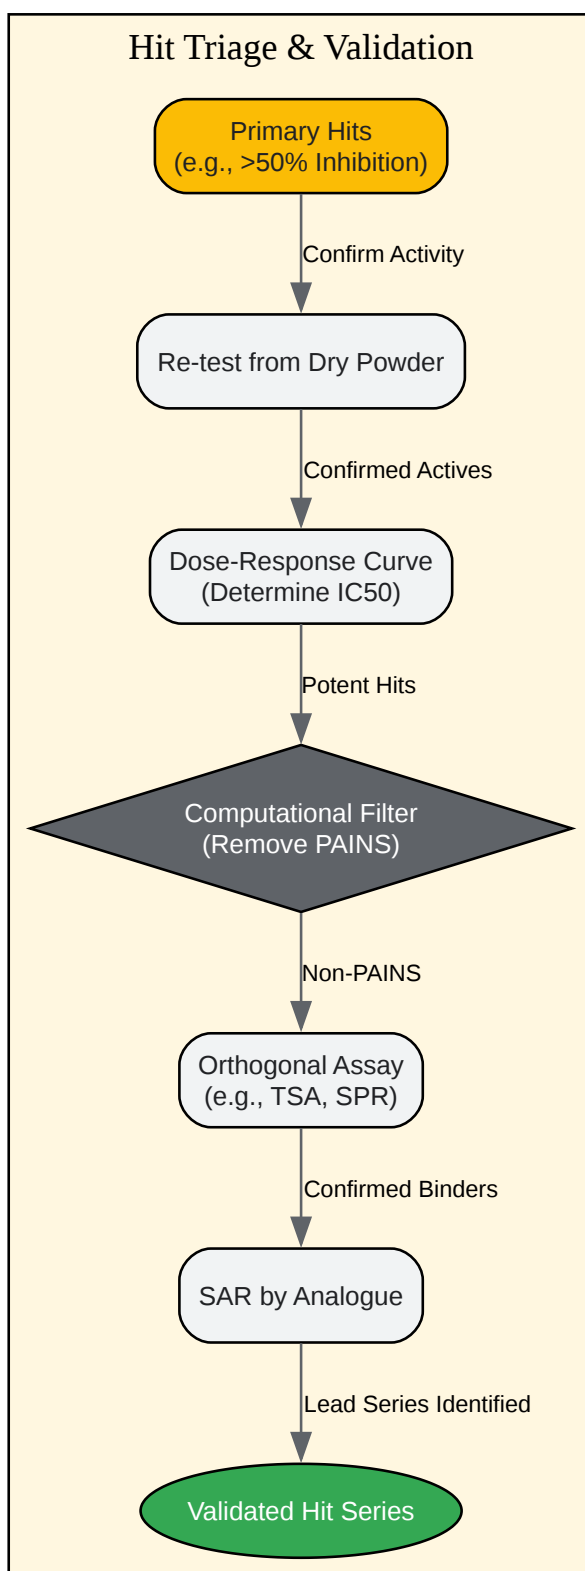 Hit Triage & Validation
Primary Hits
(e.g., >50% Inhibition)
Confirm Activity
Re-test from Dry Powder
Confirmed Actives
Dose-Response Curve
(Determine IC50)
Potent Hits
Computational Filter
(Remove PAINS)
Non-PAINS
Orthogonal Assay
(e.g., TSA, SPR)
Confirmed Binders
SAR by Analogue
Lead Series Identified
Validated Hit Series